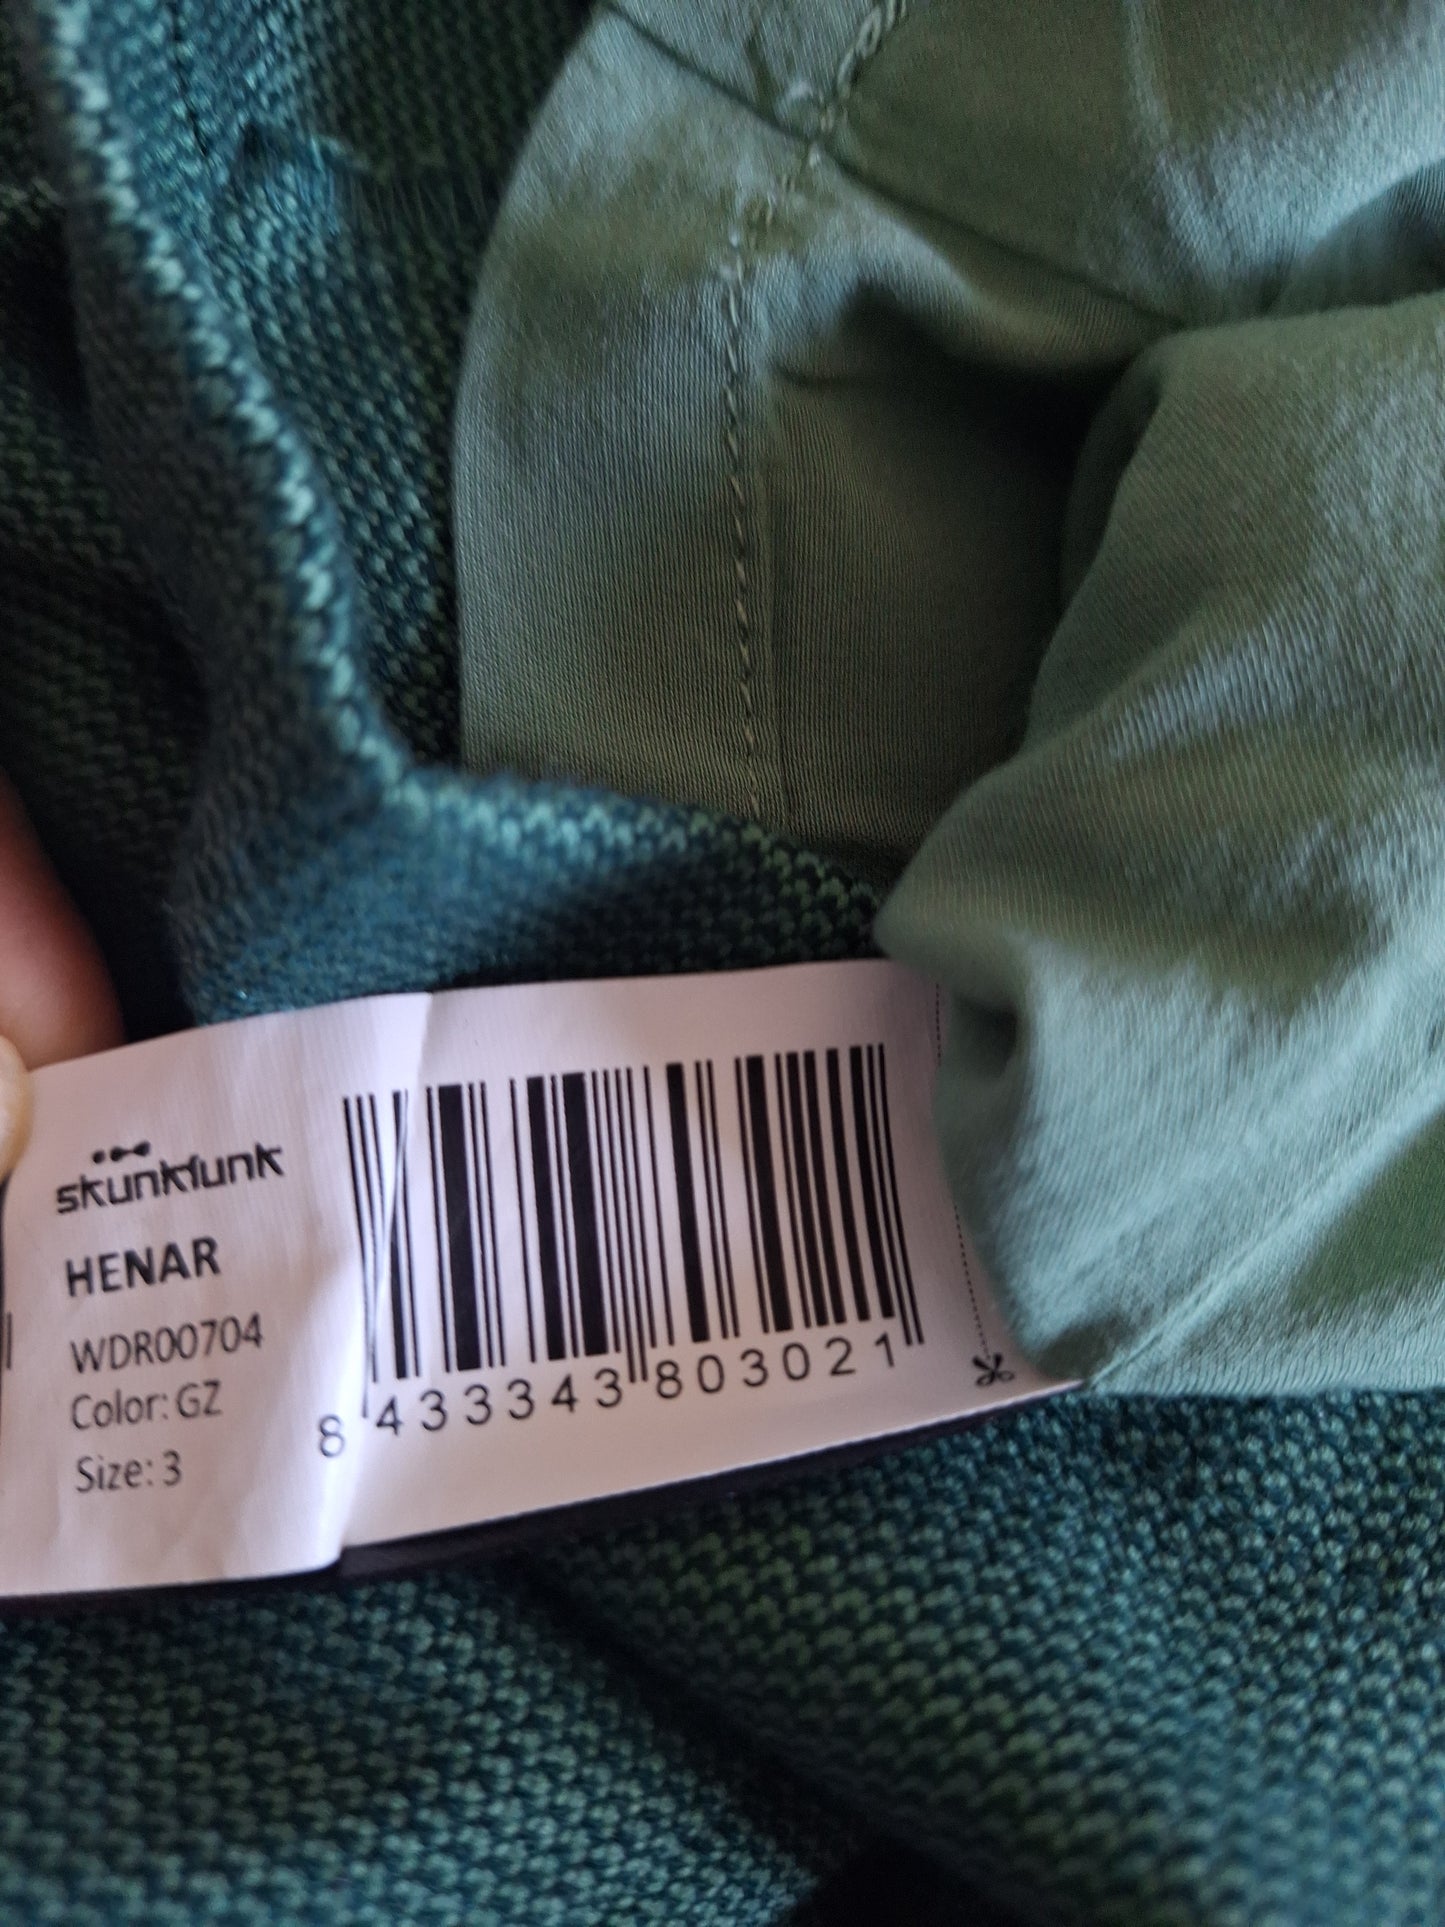 skunkfunk
HENAR
WDR00704
Color: GZ
Size: 3
8 433343 803021